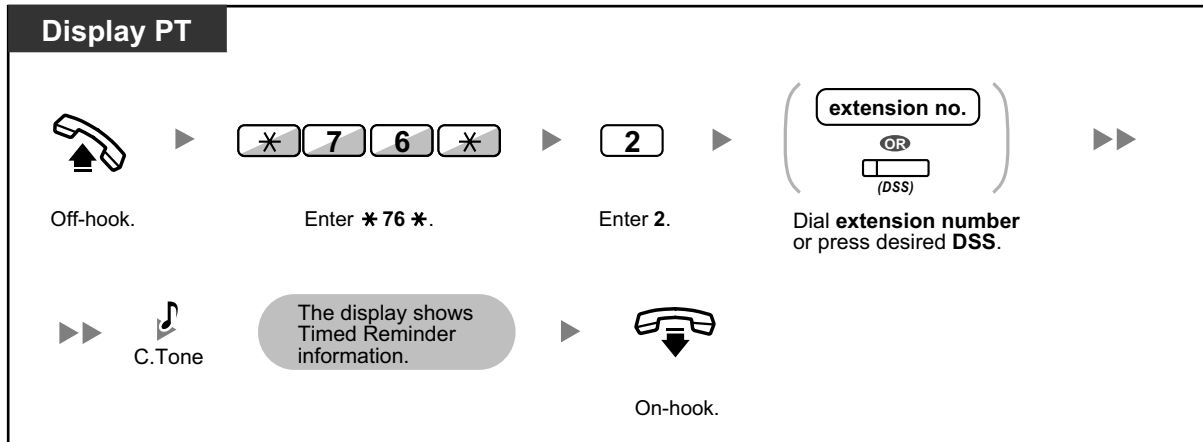 Display PT
✳ 7 6 ✳
2
extension no.
OR
(DSS)
Off-hook.
Enter ✳ 76 ✳.
Enter 2.
Dial extension number
or press desired DSS.
C.Tone
The display shows
Timed Reminder
information.
On-hook.